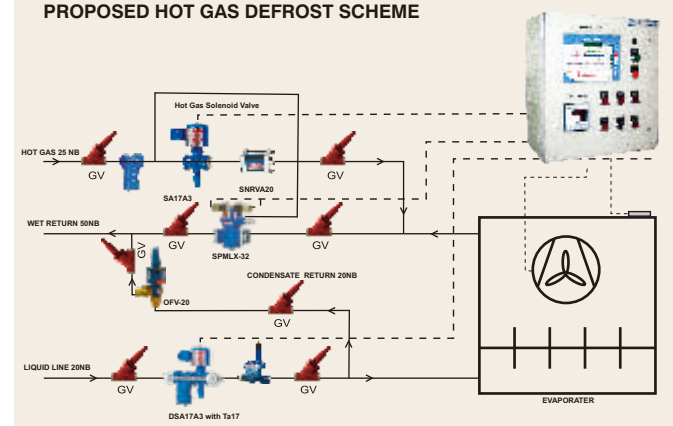 PROPOSED HOT GAS DEFROST SCHEME
Hot Gas Solenoid Valve
HOT GAS 25 NB
GV
GV
SNRVA20
SA17A3
WET RETURN 50NB
GV
GV
GV
SPMLX-32
CONDENSATE RETURN 20NB
OFV-20
GV
LIQUID LINE 20NB
GV
GV
DSA17A3 with Ta17
EVAPORATER